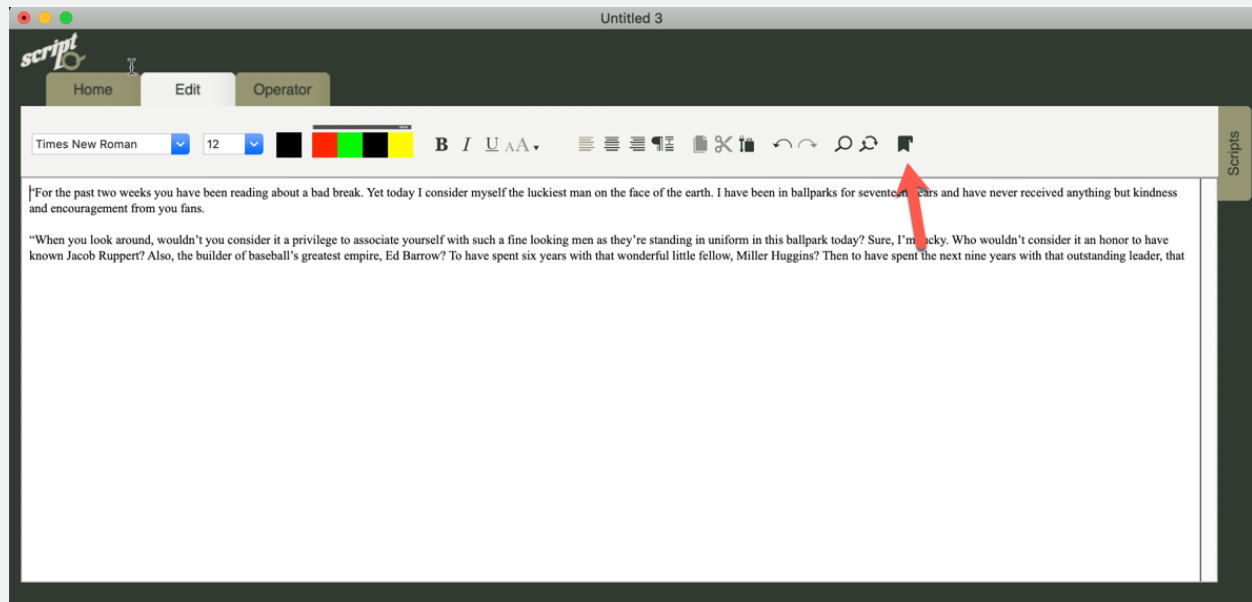 Untitled 3
script
Home Edit Operator
Times New Roman 12 B I U AA
Scripts
“For the past two weeks you have been reading about a bad break. Yet today I consider myself the luckiest man on the face of the earth. I have been in ballparks for seventeen years and have never received anything but kindness
and encouragement from you fans.
“When you look around, wouldn’t you consider it a privilege to associate yourself with such a fine looking men as they’re standing in uniform in this ballpark today? Sure, I’m lucky. Who wouldn’t consider it an honor to have
known Jacob Ruppert? Also, the builder of baseball’s greatest empire, Ed Barrow? To have spent six years with that wonderful little fellow, Miller Huggins? Then to have spent the next nine years with that outstanding leader, that